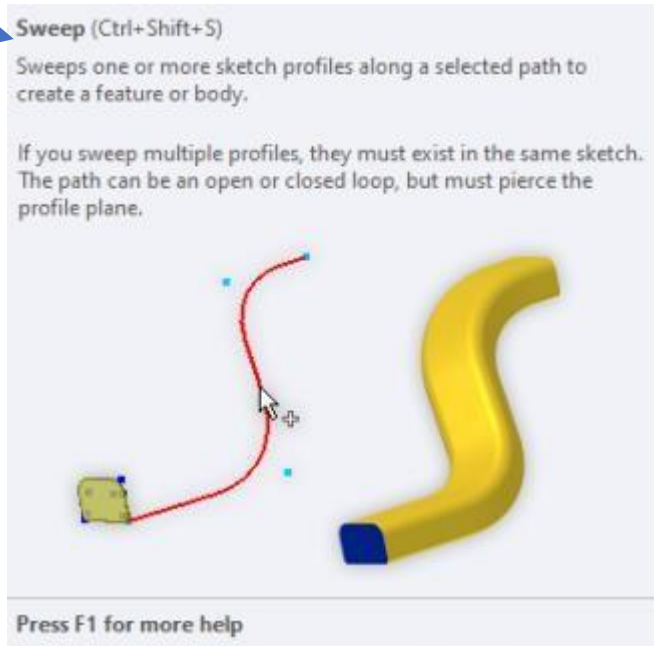 Sweep (Ctrl+Shift+S)
Sweeps one or more sketch profiles along a selected path to
create a feature or body.
If you sweep multiple profiles, they must exist in the same sketch.
The path can be an open or closed loop, but must pierce the
profile plane.
Press F1 for more help